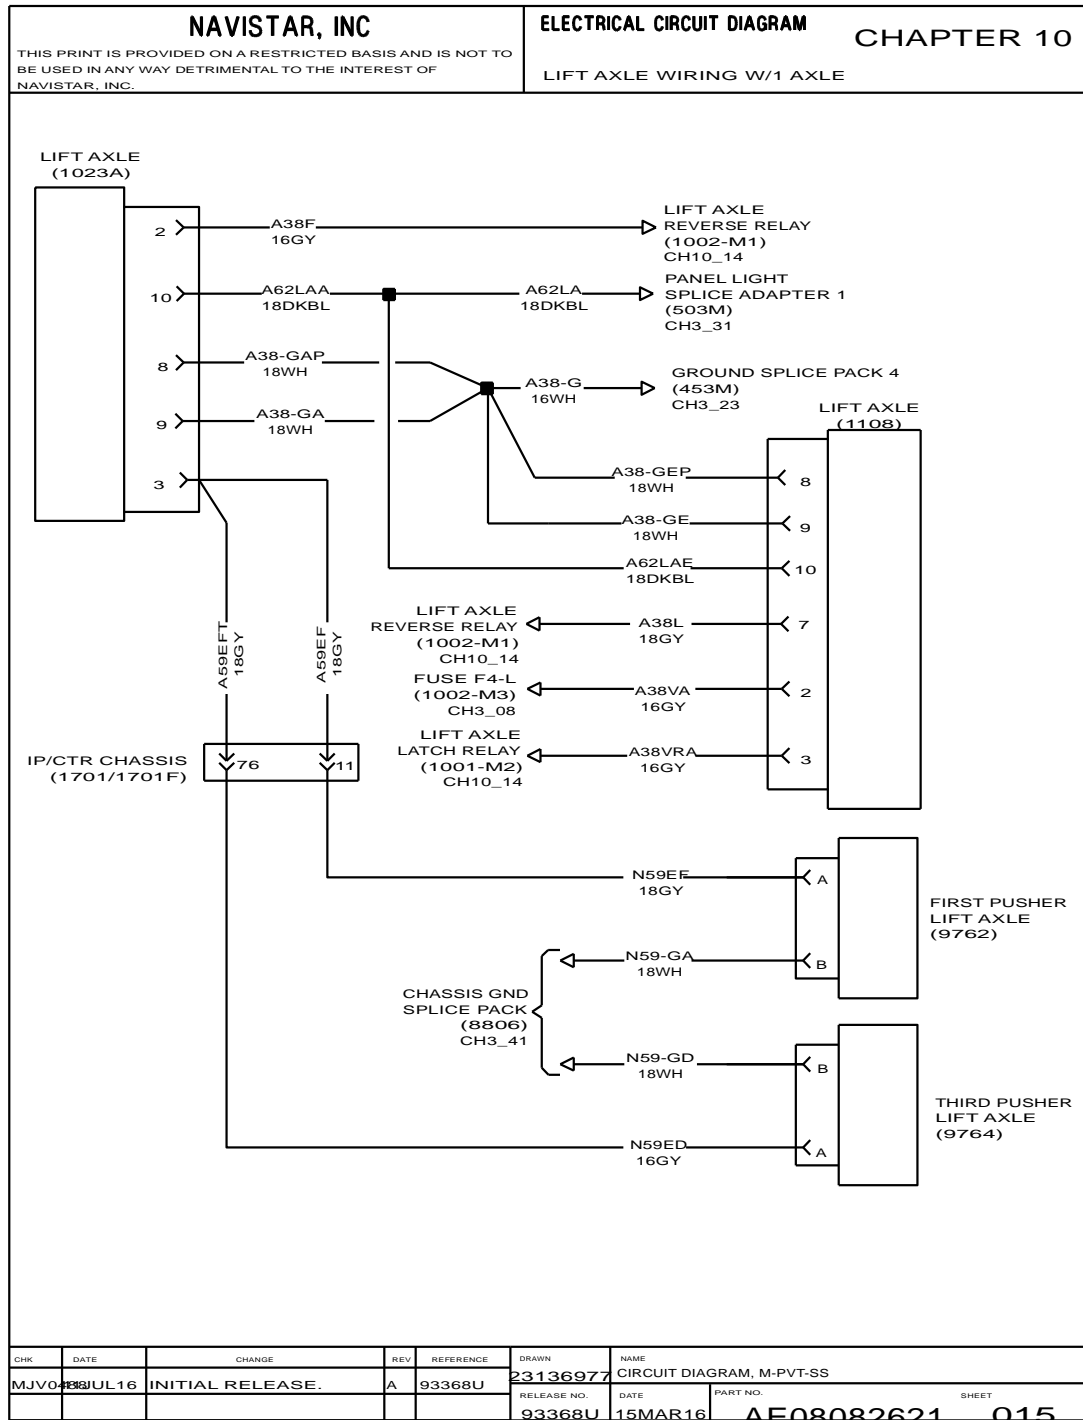 NAVISTAR, INC
THIS PRINT IS PROVIDED ON A RESTRICTED BASIS AND IS NOT TO
BE USED IN ANY WAY DETRIMENTAL TO THE INTEREST OF
NAVISTAR, INC.
ELECTRICAL CIRCUIT DIAGRAM
CHAPTER 10
LIFT AXLE WIRING W/1 AXLE
LIFT AXLE
(1023A)
2
A38F
16GY
LIFT AXLE
REVERSE RELAY
(1002-M1)
CH10_14
10
A62LAA
18DKBL
A62LA
18DKBL
PANEL LIGHT
SPLICE ADAPTER 1
(503M)
CH3_31
8
A38-GAP
18WH
A38-G
16WH
GROUND SPLICE PACK 4
(453M)
CH3_23
9
A38-GA
18WH
LIFT AXLE
(1108)
3
A38-GEP
18WH
8
A38-GE
18WH
9
A62LAE
18DKBL
10
LIFT AXLE
REVERSE RELAY
(1002-M1)
CH10_14
A38L
18GY
7
A59EFT
18GY
A59EF
18GY
FUSE F4-L
(1002-M3)
CH3_08
A38VA
16GY
2
LIFT AXLE
LATCH RELAY
(1001-M2)
CH10_14
A38VRA
16GY
3
IP/CTR CHASSIS
(1701/1701F)
76
11
N59EF
18GY
A
FIRST PUSHER
LIFT AXLE
(9762)
N59-GA
18WH
B
CHASSIS GND
SPLICE PACK
(8806)
CH3_41
N59-GD
18WH
B
THIRD PUSHER
LIFT AXLE
(9764)
N59ED
16GY
A
CHK DATE CHANGE REV REFERENCE
INITIAL RELEASE. A 93368U
DRAWN
23136977
NAME
CIRCUIT DIAGRAM, M-PVT-SS
RELEASE NO.
93368U
DATE
15MAR16
PART NO.
AE08082621
SHEET
015